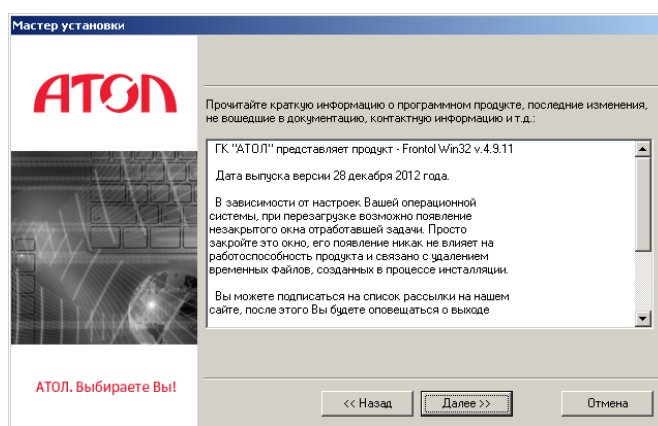 Мастер установки
АТОЛ
Прочитайте краткую информацию о программном продукте, последние изменения,
не вошедшие в документацию, контактную информацию и т.д.:
ГК "АТОЛ" представляет продукт - Frontol Win32 v.4.9.11
Дата выпуска версии 28 декабря 2012 года.
В зависимости от настроек Вашей операционной
системы, при перезагрузке возможно появление
незакрытого окна отработавшей задачи. Просто
закройте это окно, его появление никак не влияет на
работоспособность продукта и связано с удалением
временных файлов, созданных в процессе инсталляции.
Вы можете подписаться на список рассылки на нашем
сайте, после этого Вы будете оповещаться о выходе
АТОЛ. Выбираете Вы!
<< Назад
Далее >>
Отмена